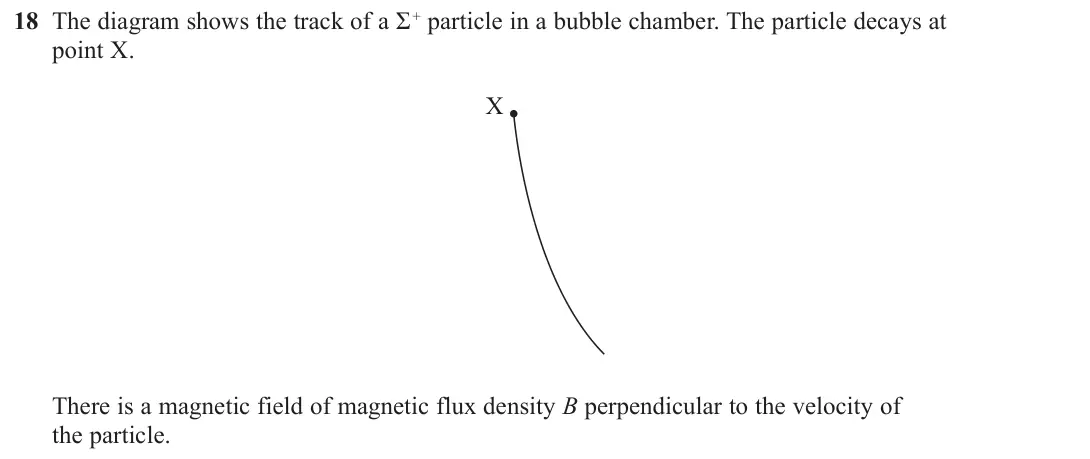 18 The diagram shows the track of a Σ⁺ particle in a bubble chamber. The particle decays at
point X.
X
There is a magnetic field of magnetic flux density B perpendicular to the velocity of
the particle.